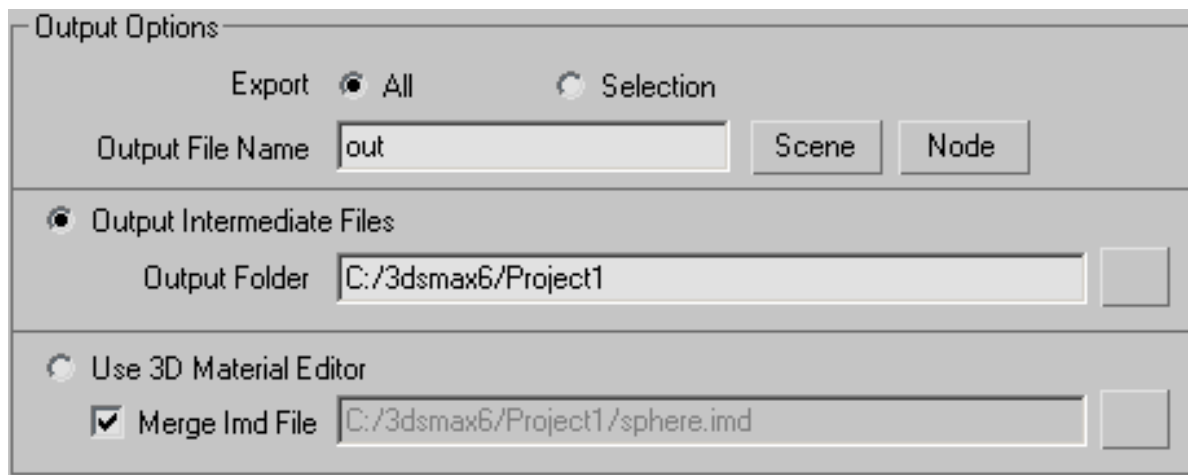 Output Options
Export All Selection
Output File Name out Scene Node
Output Intermediate Files
Output Folder C:/3dsmax6/Project1
Use 3D Material Editor
Merge Imd File C:/3dsmax6/Project1/sphere.imd